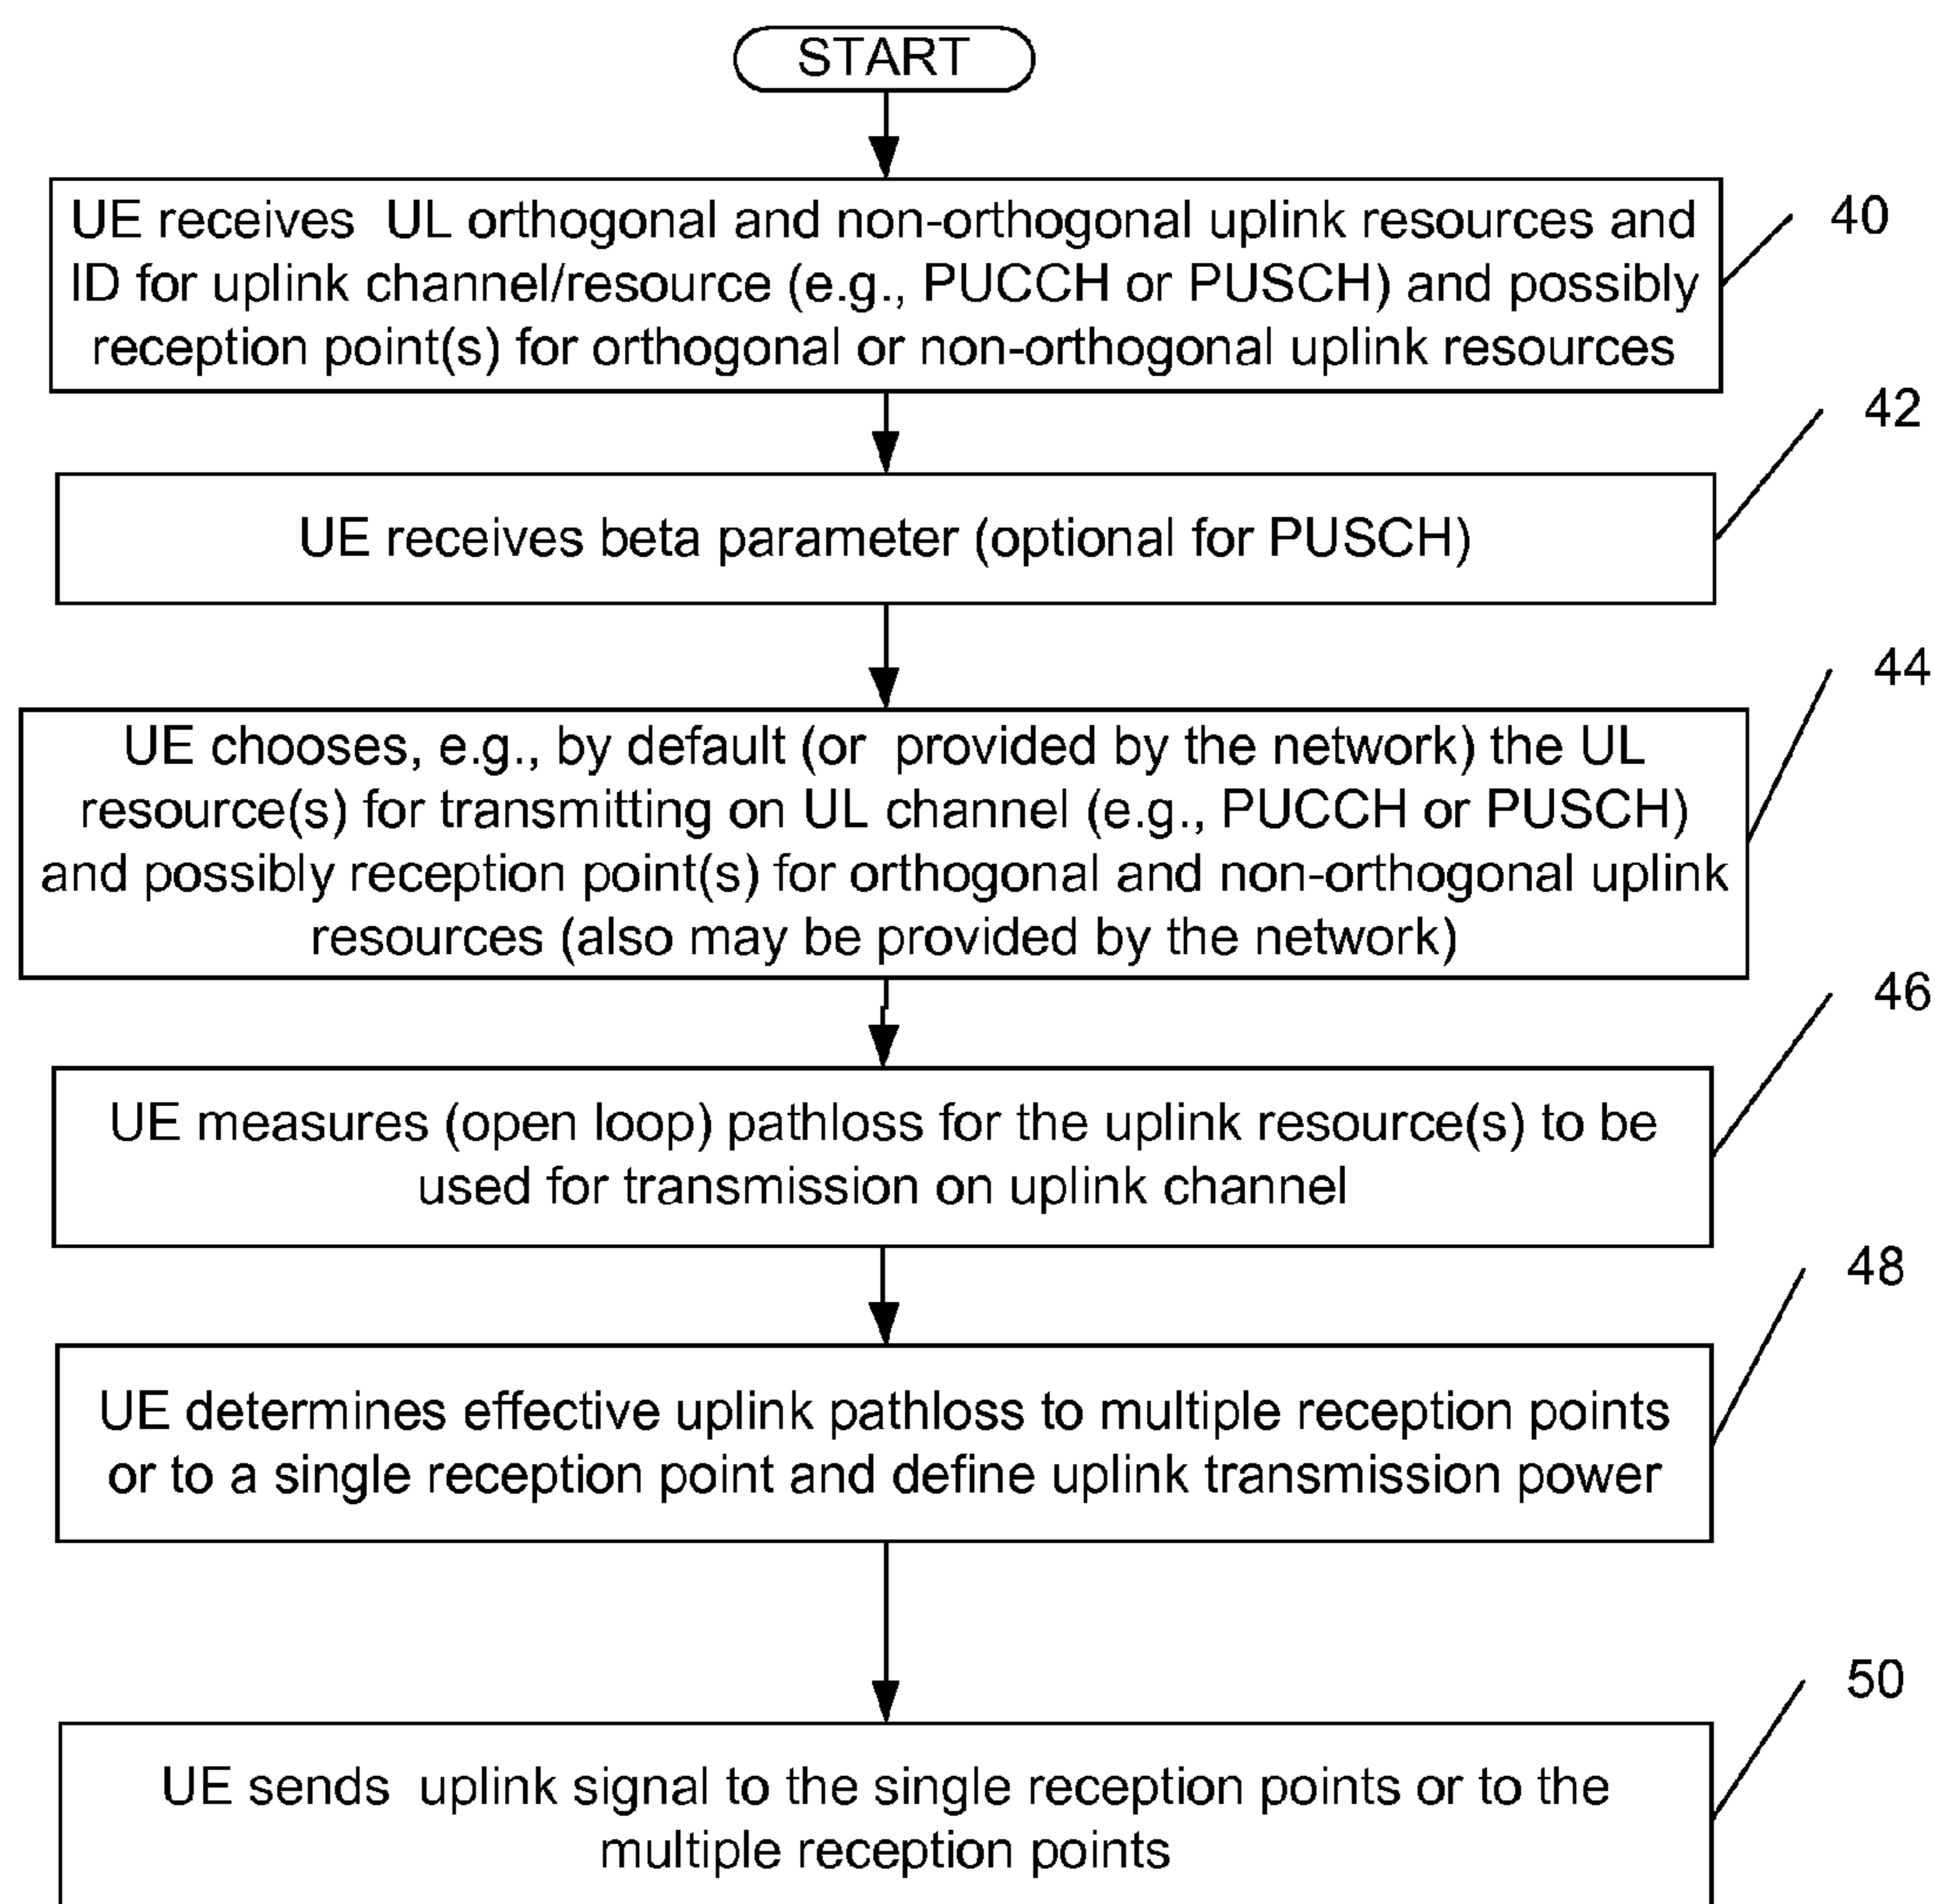 START
UE receives UL orthogonal and non-orthogonal uplink resources and
ID for uplink channel/resource (e.g., PUCCH or PUSCH) and possibly
reception point(s) for orthogonal or non-orthogonal uplink resources
40
42
UE receives beta parameter (optional for PUSCH)
44
UE chooses, e.g., by default (or provided by the network) the UL
resource(s) for transmitting on UL channel (e.g., PUCCH or PUSCH)
and possibly reception point(s) for orthogonal and non-orthogonal uplink
resources (also may be provided by the network)
46
UE measures (open loop) pathloss for the uplink resource(s) to be
used for transmission on uplink channel
48
UE determines effective uplink pathloss to multiple reception points
or to a single reception point and define uplink transmission power
50
UE sends uplink signal to the single reception points or to the
multiple reception points